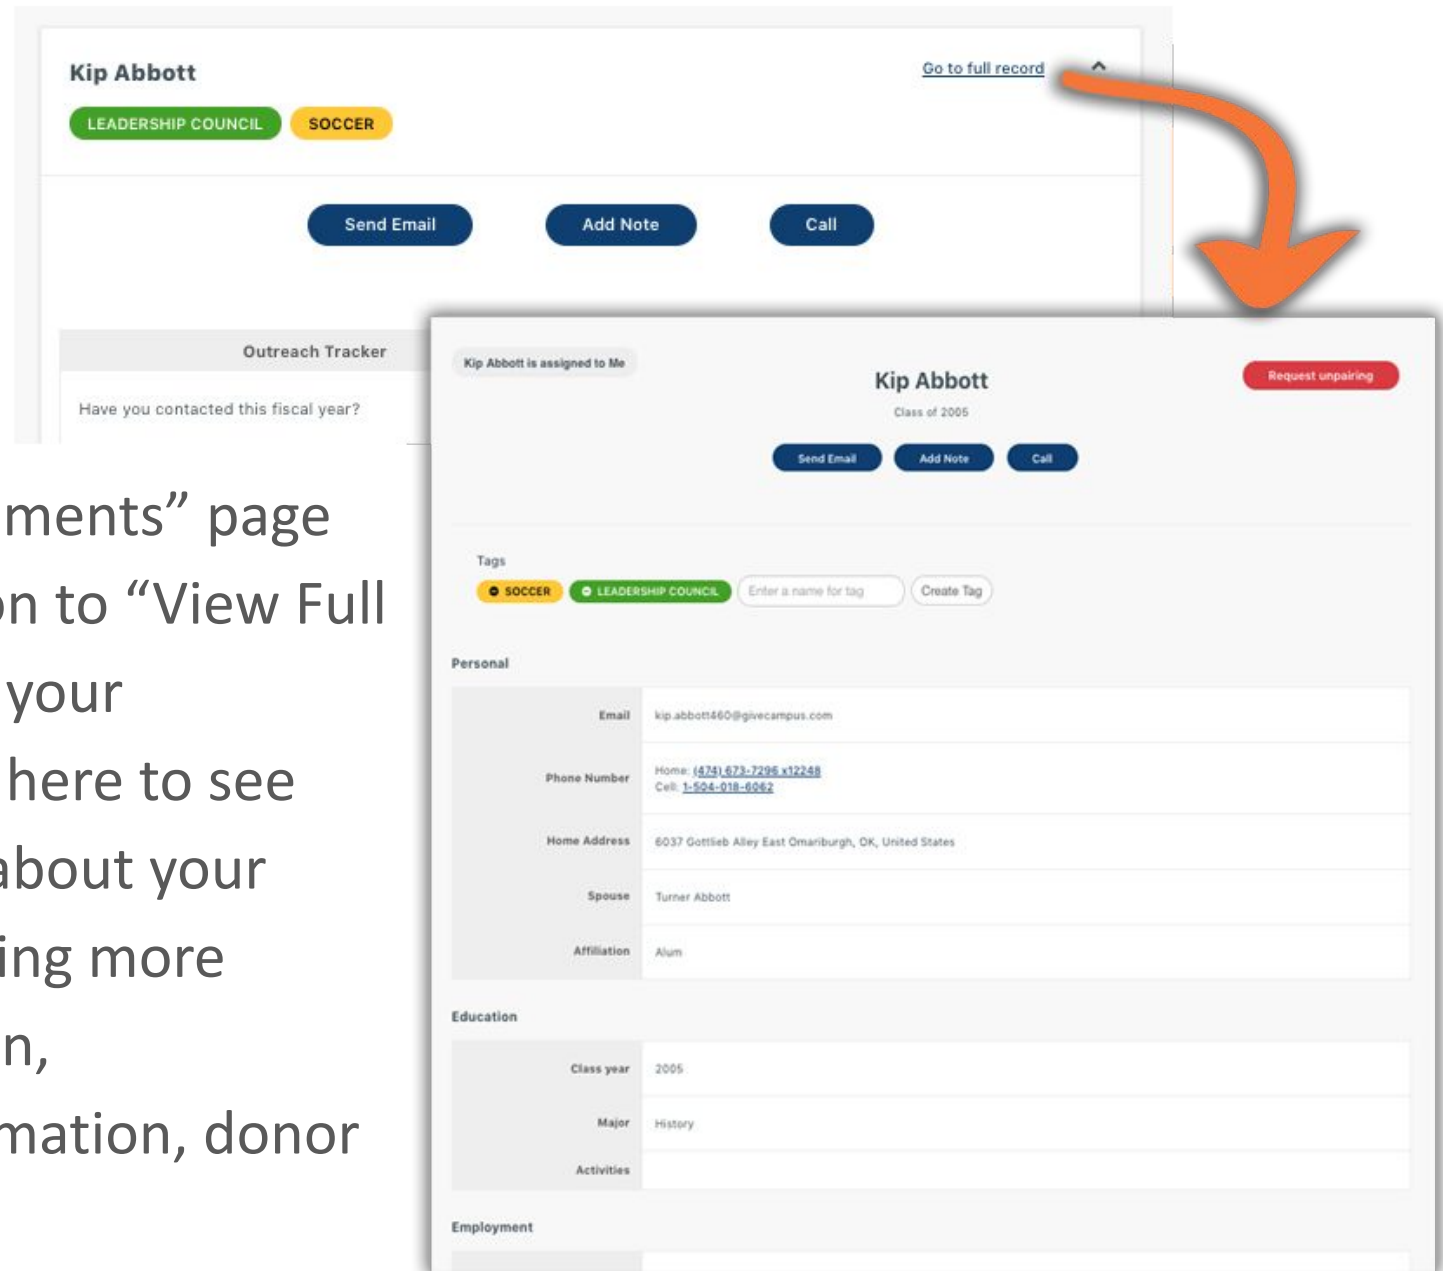 Kip Abbott
Go to full record
LEADERSHIP COUNCIL SOCCER
Send Email Add Note Call
Outreach Tracker
Have you contacted this fiscal year?
ments” page
on to “View Full
your
here to see
about your
ing more
n,
mation, donor
Kip Abbott is assigned to Me
Kip Abbott
Request unpairing
Class of 2005
Send Email Add Note Call
Tags
SOCCER LEADERSHIP COUNCIL Enter a name for tag Create Tag
Personal
Email kip.abbott460@givecampus.com
Phone Number Home: (474) 673-7296 x12248
Cell: 1-504-018-6062
Home Address 6037 Gottlieb Alley East Omariburgh, OK, United States
Spouse Turner Abbott
Affiliation Alum
Education
Class year 2005
Major History
Activities
Employment